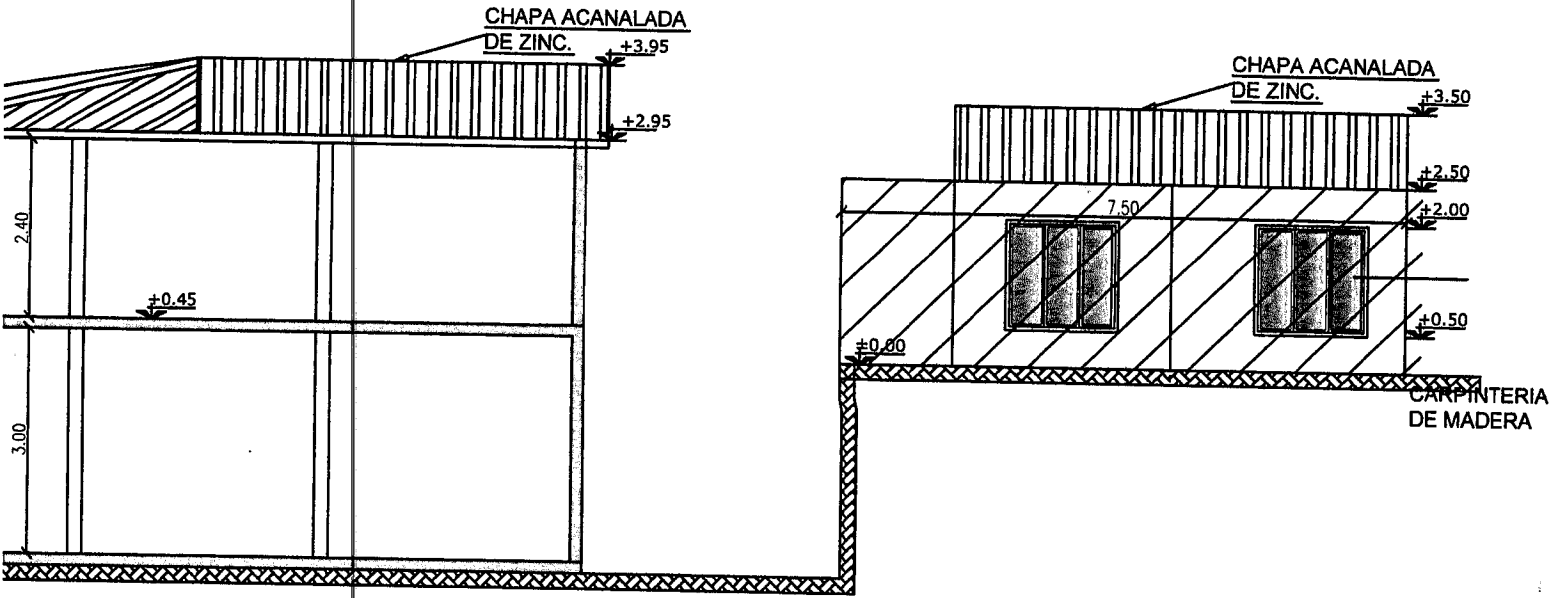 CHAPA ACANALADA
DE ZINC.
+3.95
+2.95
2.40
+0.45
3.00
CHAPA ACANALADA
DE ZINC.
+3.50
+2.50
7.50
+2.00
+0.50
±0.00
CARPINTERIA
DE MADERA